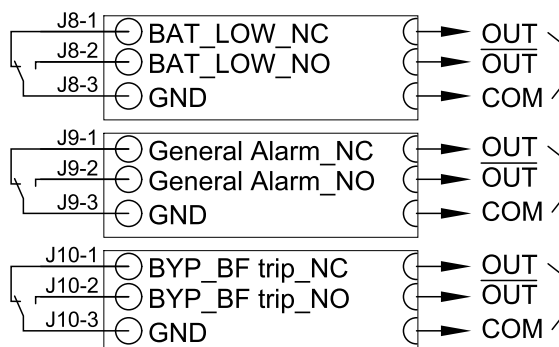 J8-1 BAT_LOW_NC OUT
J8-2 BAT_LOW_NO OUT
J8-3 GND COM
J9-1 General Alarm_NC OUT
J9-2 General Alarm_NO OUT
J9-3 GND COM
J10-1 BYP_BF trip_NC OUT
J10-2 BYP_BF trip_NO OUT
J10-3 GND COM